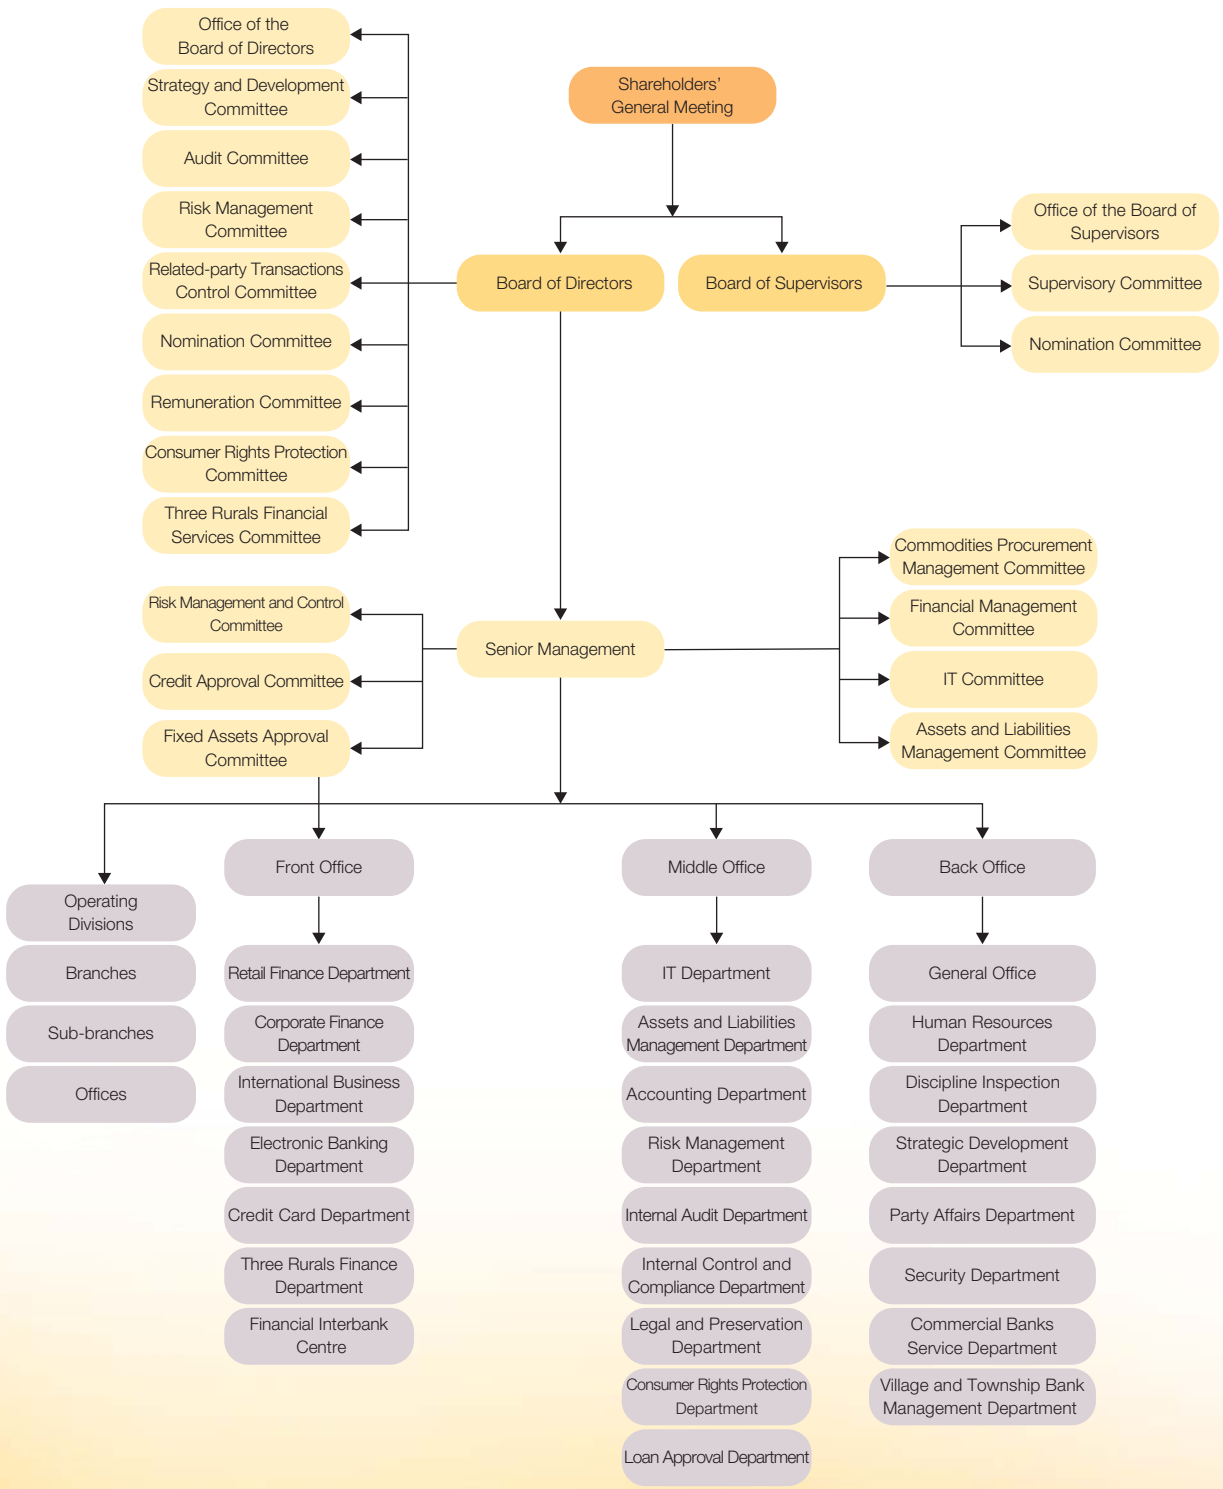 Office of the
Board of Directors
Strategy and Development
Committee
Audit Committee
Risk Management
Committee
Related-party Transactions
Control Committee
Nomination Committee
Remuneration Committee
Consumer Rights Protection
Committee
Three Rurals Financial
Services Committee
Shareholders’
General Meeting
Board of Directors
Board of Supervisors
Office of the Board of
Supervisors
Supervisory Committee
Nomination Committee
Risk Management and Control
Committee
Credit Approval Committee
Fixed Assets Approval
Committee
Senior Management
Commodities Procurement
Management Committee
Financial Management
Committee
IT Committee
Assets and Liabilities
Management Committee
Operating
Divisions
Branches
Sub-branches
Offices
Front Office
Retail Finance Department
Corporate Finance
Department
International Business
Department
Electronic Banking
Department
Credit Card Department
Three Rurals Finance
Department
Financial Interbank
Centre
Middle Office
IT Department
Assets and Liabilities
Management Department
Accounting Department
Risk Management
Department
Internal Audit Department
Internal Control and
Compliance Department
Legal and Preservation
Department
Consumer Rights Protection
Department
Loan Approval Department
Back Office
General Office
Human Resources
Department
Discipline Inspection
Department
Strategic Development
Department
Party Affairs Department
Security Department
Commercial Banks
Service Department
Village and Township Bank
Management Department